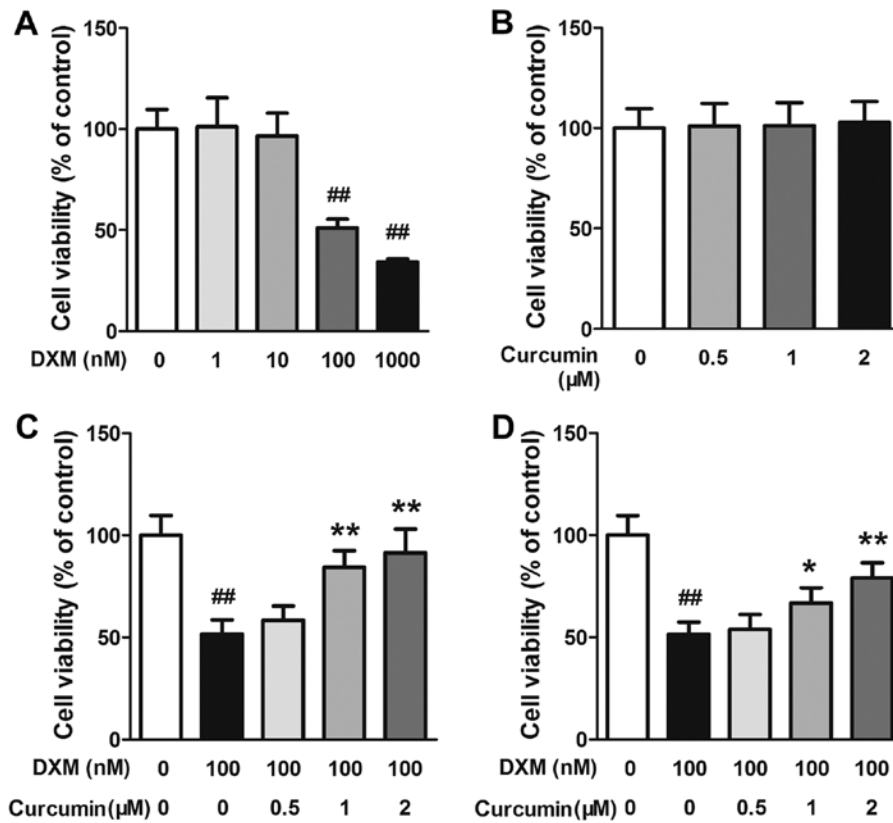 A
Cell viability (% of control)
150
100
50
0
##
##
DXM (nM) 0 1 10 100 1000
B
Cell viability (% of control)
150
100
50
0
Curcumin (µM) 0 0.5 1 2
C
Cell viability (% of control)
150
100
50
0
##
**
**
DXM (nM) 0 100 100 100 100
Curcumin (µM) 0 0 0.5 1 2
D
Cell viability (% of control)
150
100
50
0
##
*
**
DXM (nM) 0 100 100 100 100
Curcumin (µM) 0 0 0.5 1 2